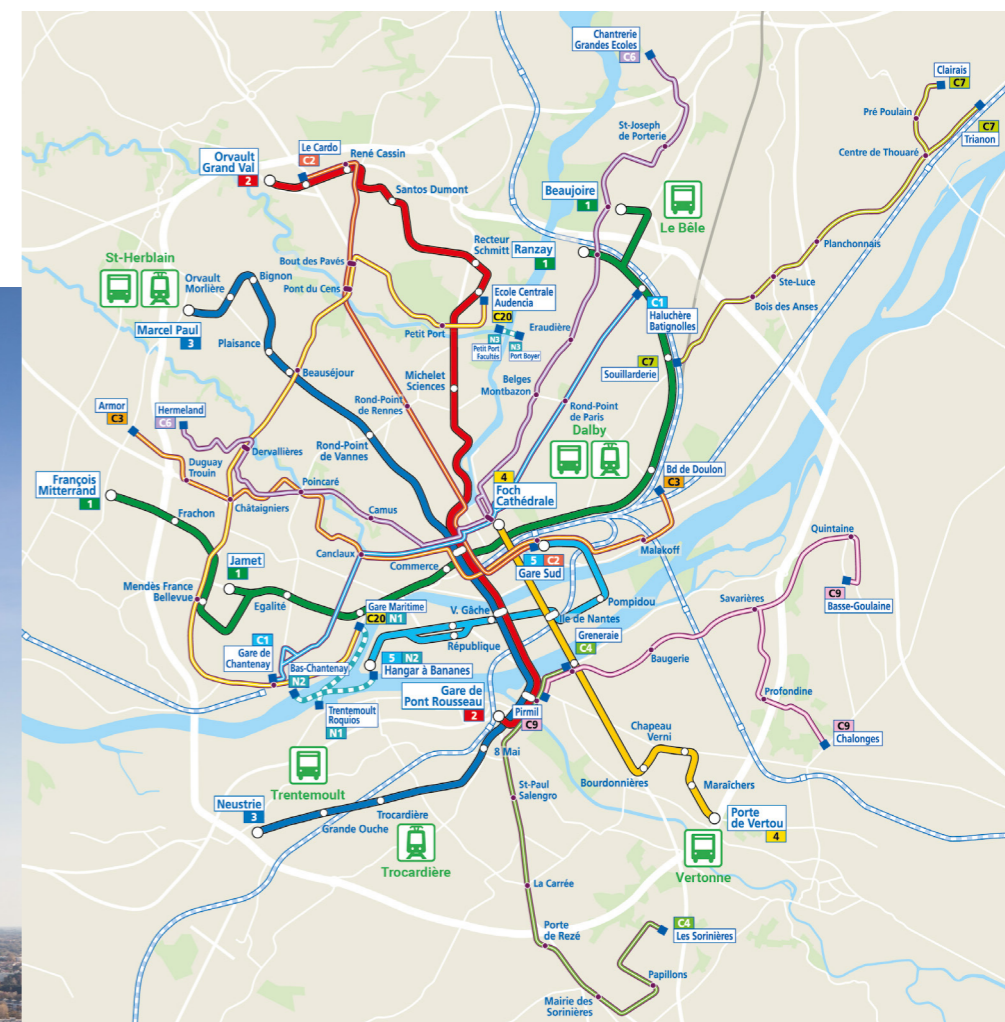 Chantrerie
Grandes Ecoles
C6
Clairais
C7
Pré Poulain
C7
Trianon
St-Joseph
de Porterie
Centre de Thouaré
Le Cardo
C2
René Cassin
Orvault
Grand Val
2
Santos Dumont
Beaujoire
1
Le Bêle
Recteur
Schmitt
Ranzay
1
Planchonnais
St-Herblain
Orvault
Morlière
Bignon
Bout des Pavés
Pont du Cens
Ste-Luce
Ecole Centrale
Audencia
C20
C1
Haluchère
Batignolles
Bois des Anses
Marcel Paul
3
Petit Port
Eraudière
N3
Petit Port
Facultés
N3
Port Boyer
Plaisance
C7
Souillarderie
Beauséjour
Michelet
Sciences
Belges
Montbazon
Armor
C3
Hermeland
C6
Rond-Point
de Rennes
Rond-Point
de Paris
Dalby
Rond-Point
de Vannes
Dervallières
Duguay
Trouin
Bd de Doulon
C3
François
Mitterrand
1
Poincaré
4
Foch
Cathédrale
Frachon
Châtaigniers
Camus
Quintaine
Canclaux
Commerce
5 C2
Gare Sud
Malakoff
Jamet
1
Mendès France
Bellevue
Egalité
Gare Maritime
C20 N1
V. Gâche
Ile de Nantes
Pompidou
Savarières
C9
Basse-Goulaine
République
Greneraie
C4
C1
Gare de
Chantenay
Bas-Chantenay
N2
5 N2
Hangar à Bananes
Baugerie
Gare de
Pont Rousseau
2
Pirmil
C9
Profondine
Trentemoult
Roquios
N1
Chapeau
Verni
C9
Chalonges
8 Mai
Trentemoult
St-Paul
Salengro
Bourdonnières
Maraîchers
Neustrie
3
Trocardière
Grande Ouche
Porte
de Vertou
4
Trocardière
Vertonne
La Carrée
Porte
de Rezé
C4
Les Sorinières
Papillons
Mairie des
Sorinières